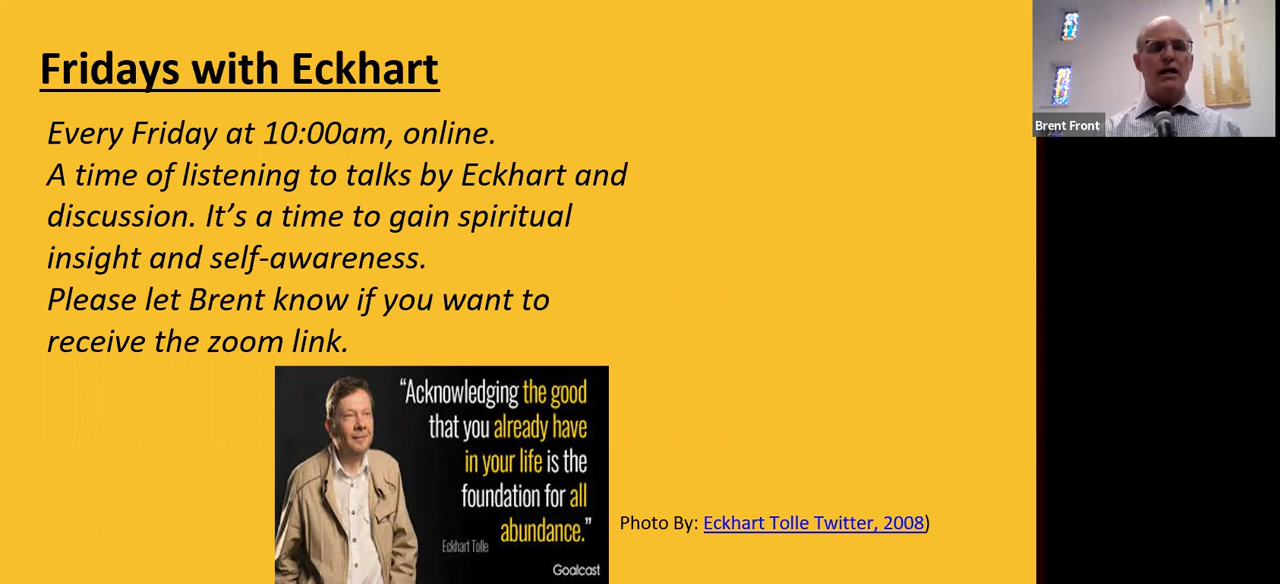 Fridays with Eckhart
Every Friday at 10:00am, online.
A time of listening to talks by Eckhart and
discussion. It’s a time to gain spiritual
insight and self-awareness.
Please let Brent know if you want to
receive the zoom link.
“Acknowledging the good
that you already have
in your life is the
foundation for all
abundance.”
Eckhart Tolle
Goalcast
Photo By: Eckhart Tolle Twitter, 2008)
Brent Front